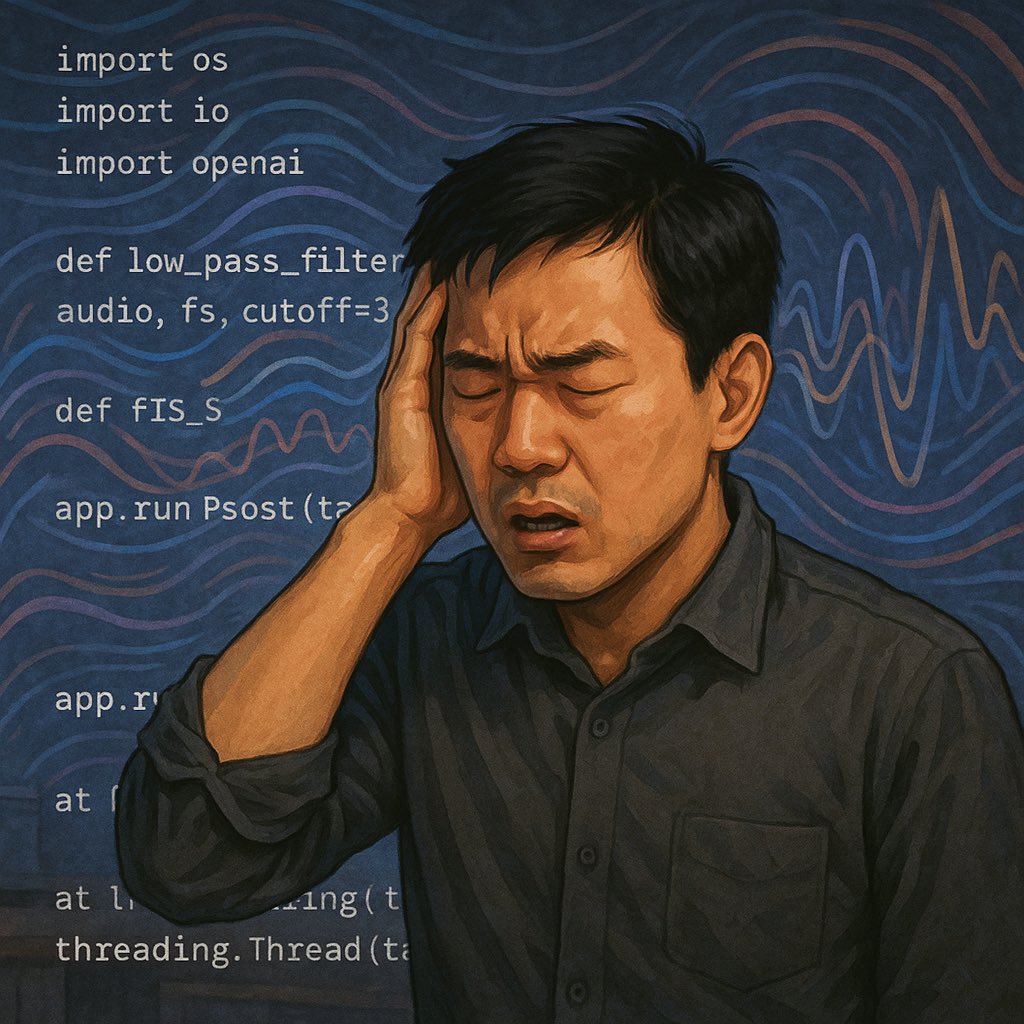 import os
import io
import openai
def low_pass_filter
audio, fs, cutoff=3
def fIS_S
app.run Psost(ta
app.ru
at
at
threading.Thread(ta